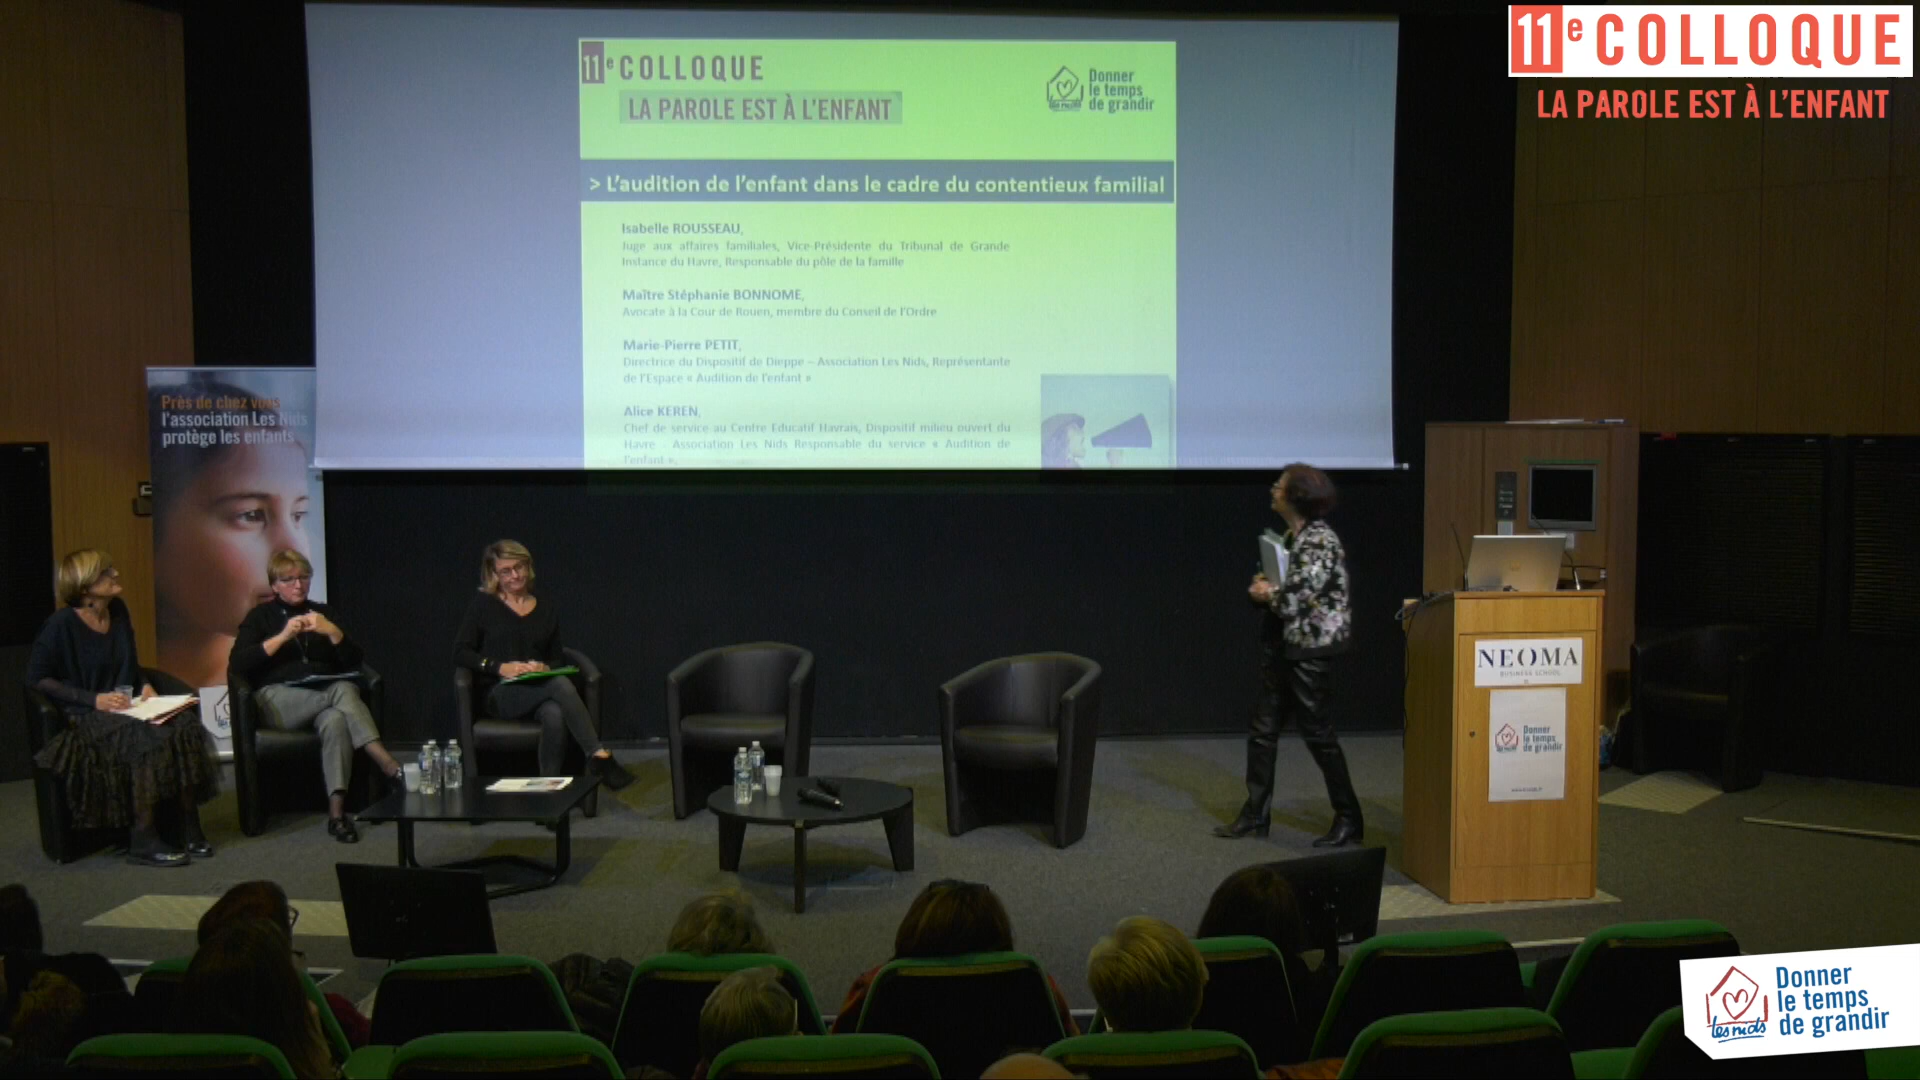 11e COLLOQUE
LA PAROLE EST À L'ENFANT
Donner
le temps
de grandir
> L'audition de l'enfant dans le cadre du contentieux familial
Isabelle ROUSSEAU,
Juge aux affaires familiales, Vice-Présidente du Tribunal de Grande
Instance du Havre, Responsable du pôle de la famille
Maître Stéphanie BONNOME,
Avocate à la Cour de Rouen, membre du Conseil de l'Ordre
Marie-Pierre PETIT,
Directrice du Dispositif de Dieppe – Association Les Nids, Représentante
de l'Espace « Audition de l'enfant »
Alice KEREN,
Chef de service au Centre Educatif Havrais, Dispositif milieu ouvert du
Havre - Association Les Nids Responsable du service « Audition de
l'enfant »,
11e COLLOQUE
LA PAROLE EST À L'ENFANT
Près de chez vous
l'association Les Nids
protège les enfants
NEOMA
BUSINESS SCHOOL
Donner
le temps
de grandir
les nids
Donner
le temps
de grandir